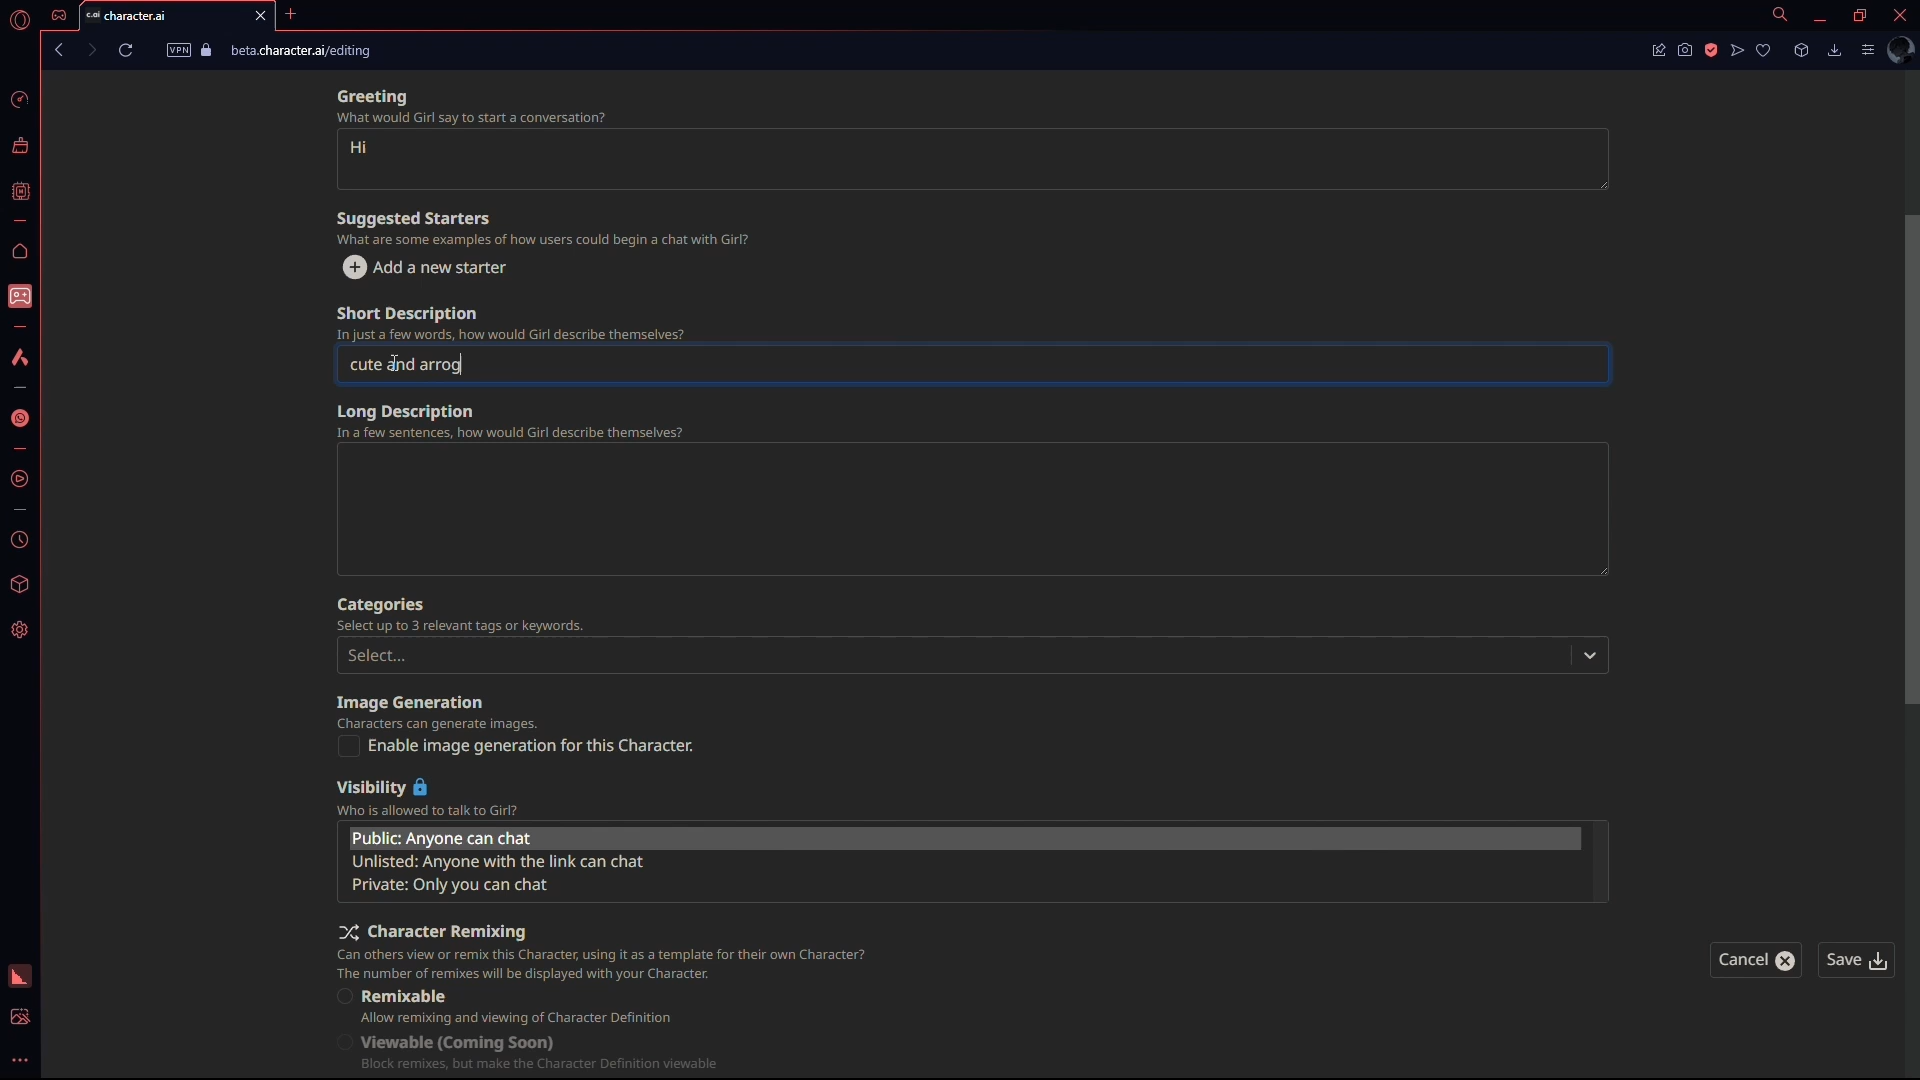 c.ai character.ai
VPN beta.character.ai/editing
Greeting
What would Girl say to start a conversation?
Hi
Suggested Starters
What are some examples of how users could begin a chat with Girl?
Add a new starter
Short Description
In just a few words, how would Girl describe themselves?
cute and arrog
Long Description
In a few sentences, how would Girl describe themselves?
Categories
Select up to 3 relevant tags or keywords.
Select...
Image Generation
Characters can generate images.
Enable image generation for this Character.
Visibility
Who is allowed to talk to Girl?
Public: Anyone can chat
Unlisted: Anyone with the link can chat
Private: Only you can chat
Character Remixing
Can others view or remix this Character, using it as a template for their own Character?
The number of remixes will be displayed with your Character.
Cancel Save
Remixable
Allow remixing and viewing of Character Definition
Viewable (Coming Soon)
Block remixes, but make the Character Definition viewable